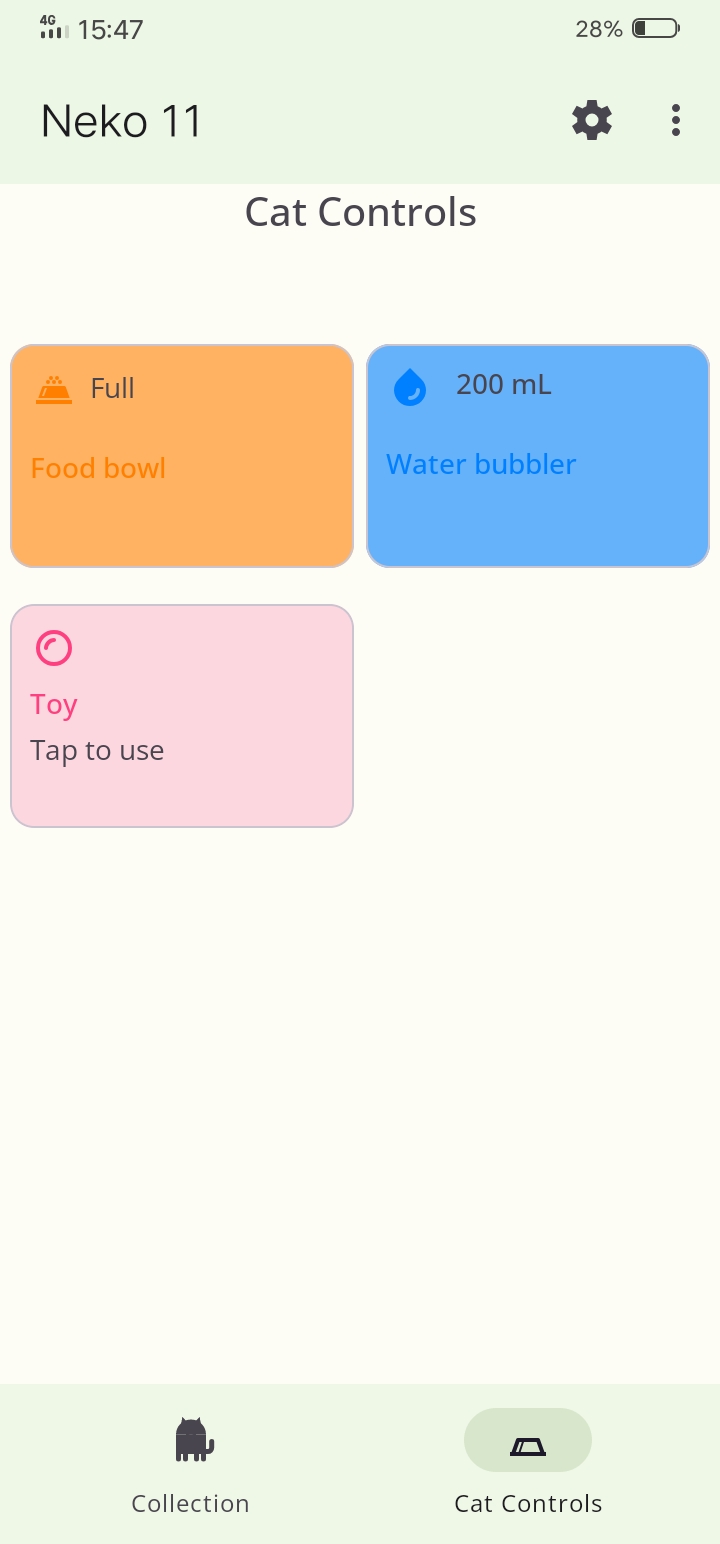 4G 15:47 28%
Neko 11
Cat Controls
Full
Food bowl
200 mL
Water bubbler
Toy
Tap to use
Collection
Cat Controls